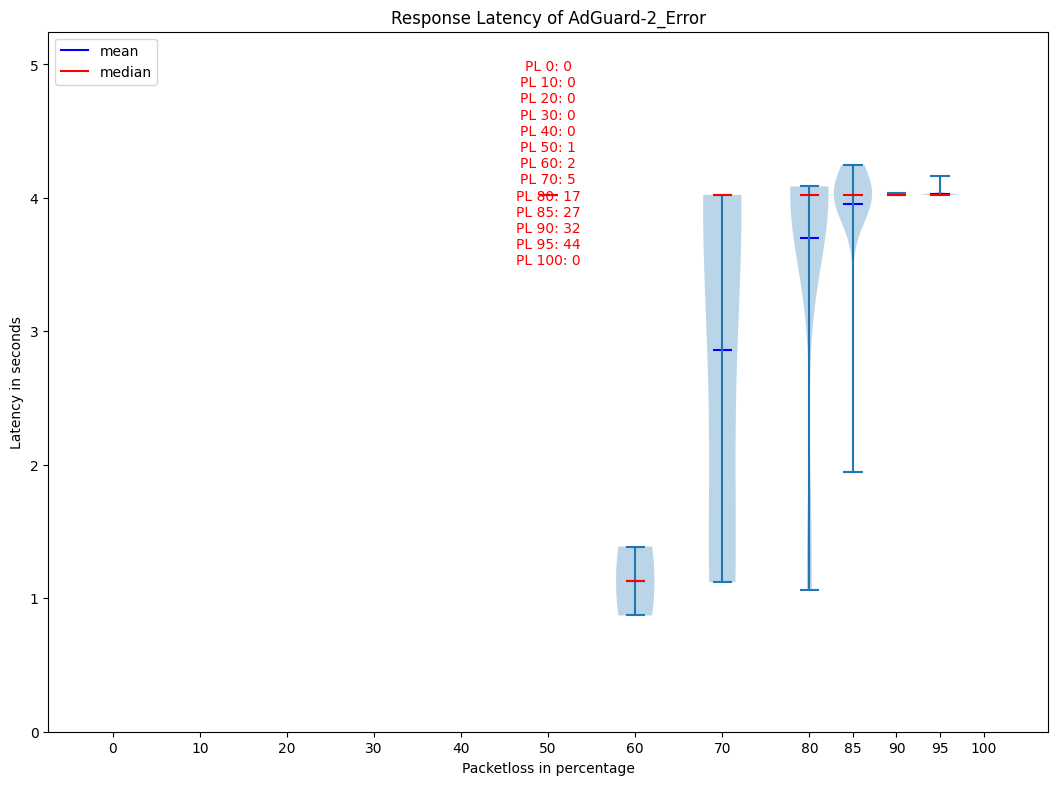 Response Latency of AdGuard-2_Error
mean
median
PL 0: 0
PL 10: 0
PL 20: 0
PL 30: 0
PL 40: 0
PL 50: 1
PL 60: 2
PL 70: 5
PL 80: 17
PL 85: 27
PL 90: 32
PL 95: 44
PL 100: 0
Latency in seconds
5
4
3
2
1
0
0 10 20 30 40 50 60 70 80 85 90 95 100
Packetloss in percentage